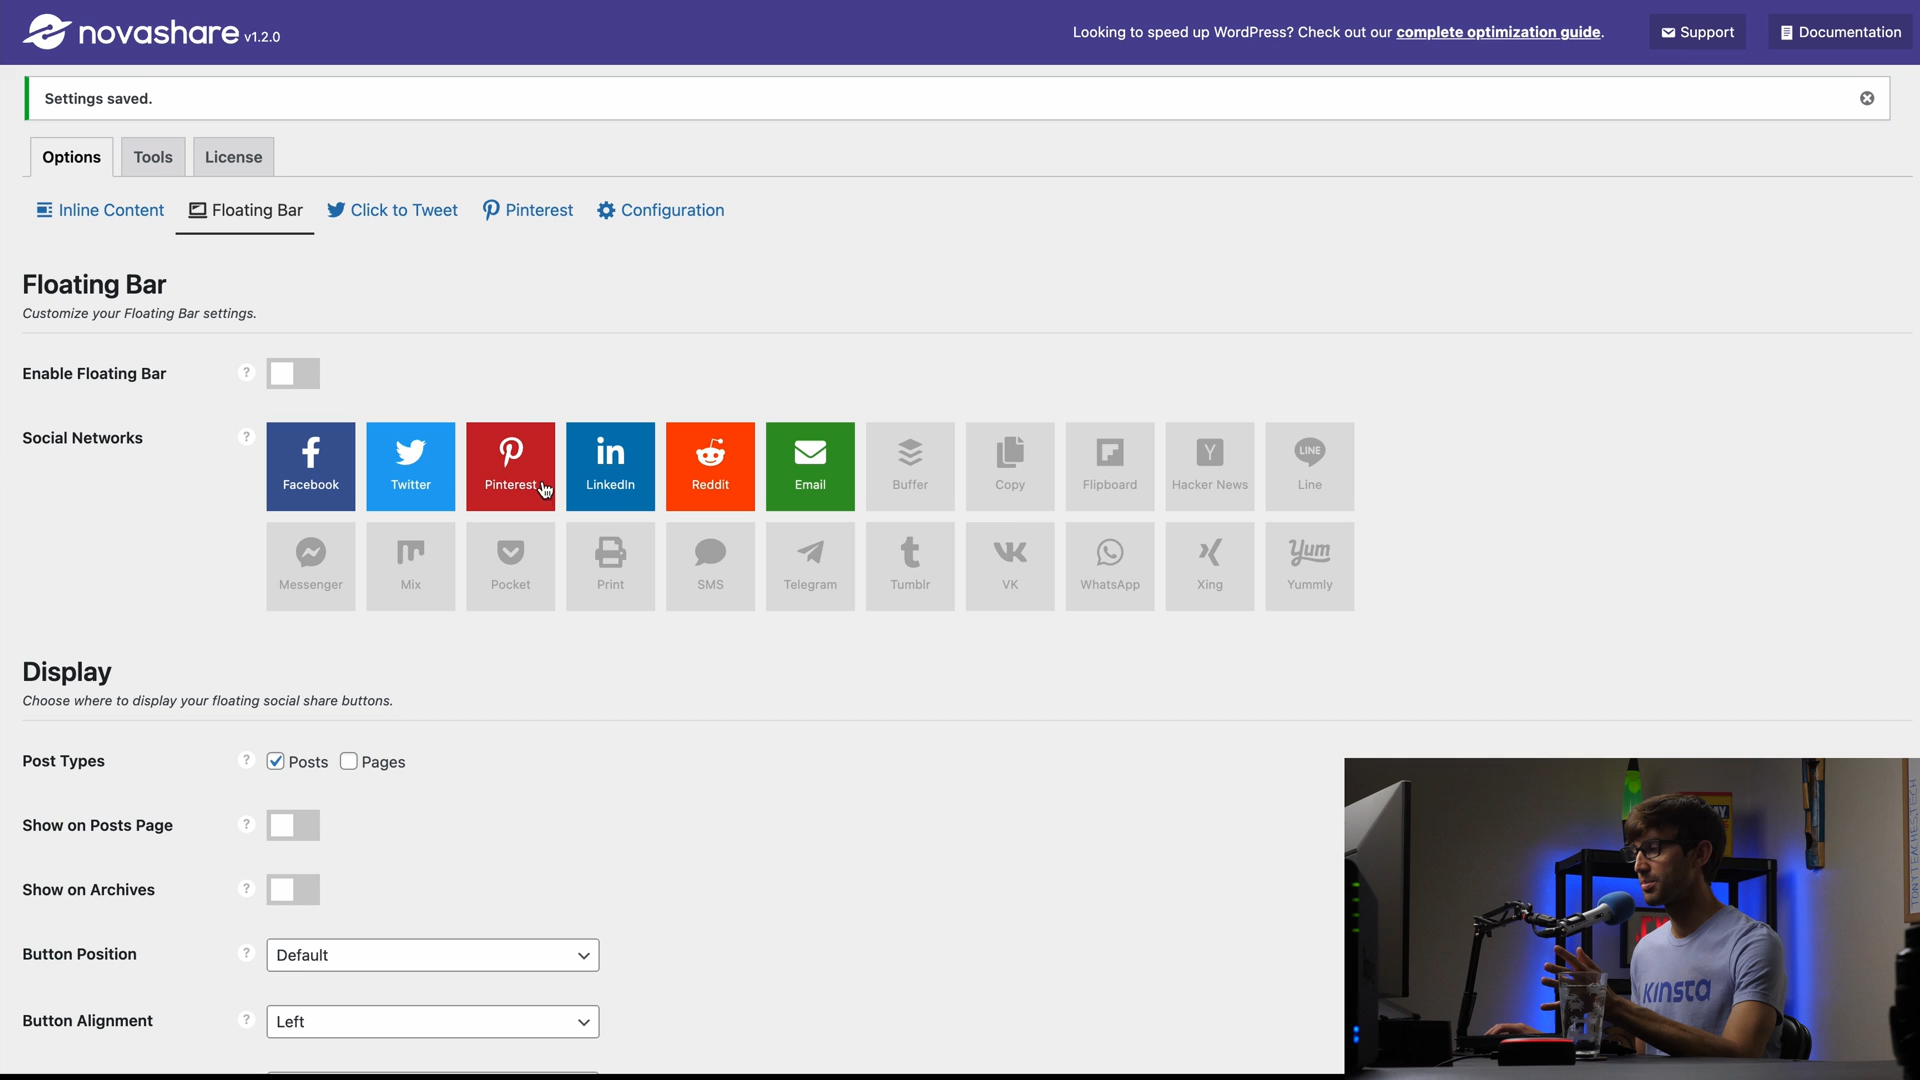 novashare v1.2.0
Looking to speed up WordPress? Check out our complete optimization guide.
Support
Documentation
Settings saved.
Options
Tools
License
Inline Content
Floating Bar
Click to Tweet
Pinterest
Configuration
Floating Bar
Customize your Floating Bar settings.
Enable Floating Bar
?
Social Networks
?
Facebook
Twitter
Pinterest
LinkedIn
Reddit
Email
Buffer
Copy
Flipboard
Hacker News
LINE
Line
Messenger
Mix
Pocket
Print
SMS
Telegram
Tumblr
VK
WhatsApp
Xing
Yum
Yummly
Display
Choose where to display your floating social share buttons.
Post Types
?
Posts
Pages
Show on Posts Page
?
Show on Archives
?
Button Position
?
Default
Button Alignment
?
Left
KINSTA